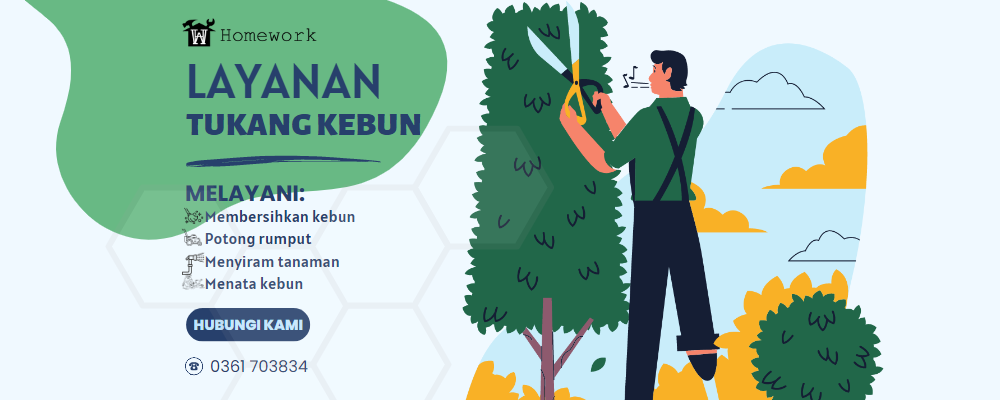 Homework
LAYANAN
TUKANG KEBUN
MELAYANI:
Membersihkan kebun
Potong rumput
Menyiram tanaman
Menata kebun
HUBUNGI KAMI
0361 703834